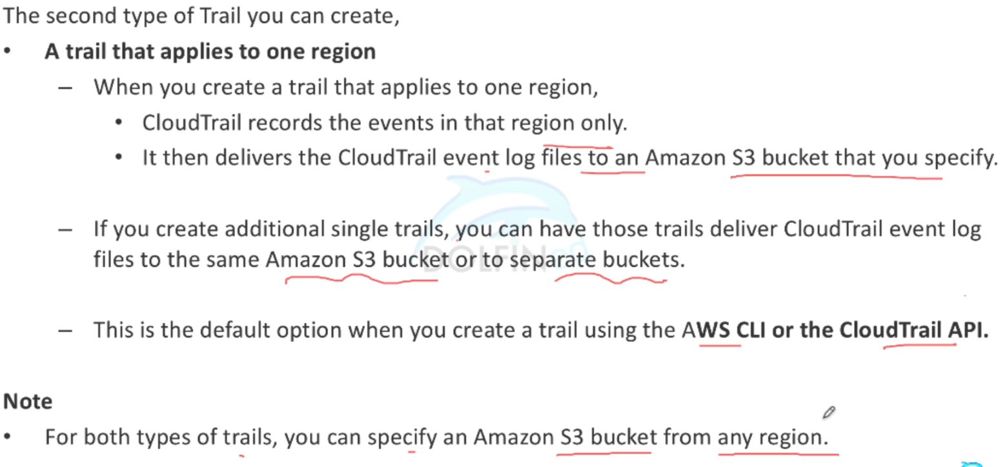 The second type of Trail you can create,
• A trail that applies to one region
– When you create a trail that applies to one region,
• CloudTrail records the events in that region only.
• It then delivers the CloudTrail event log files to an Amazon S3 bucket that you specify.
– If you create additional single trails, you can have those trails deliver CloudTrail event log
files to the same Amazon S3 bucket or to separate buckets.
DOLFINed
– This is the default option when you create a trail using the AWS CLI or the CloudTrail API.
Note
• For both types of trails, you can specify an Amazon S3 bucket from any region.